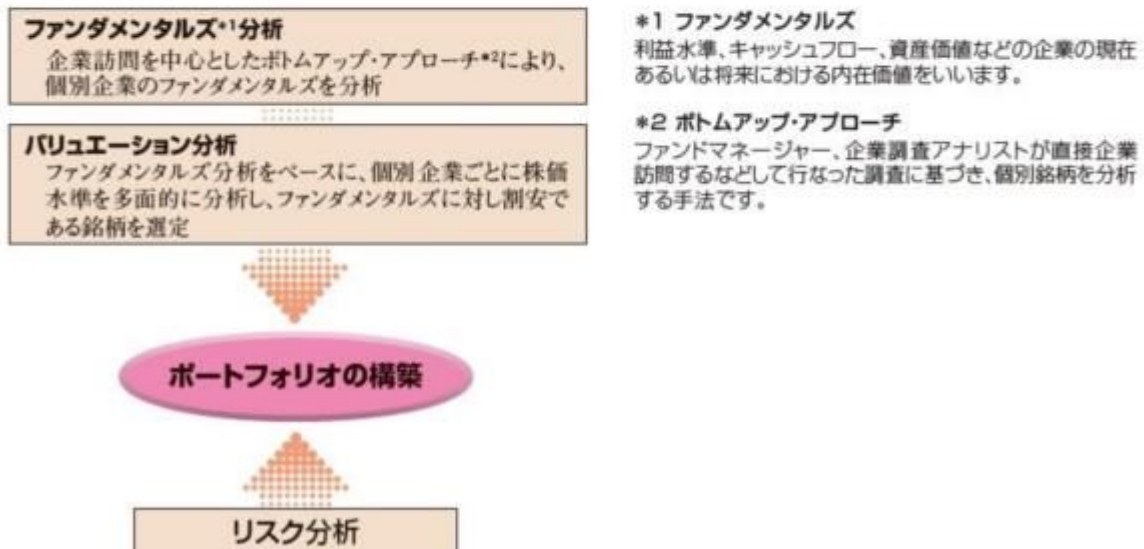 ファンダメンタルズ*1分析
企業訪問を中心としたボトムアップ・アプローチ*2により、
個別企業のファンダメンタルズを分析
バリュエーション分析
ファンダメンタルズ分析をベースに、個別企業ごとに株価
水準を多面的に分析し、ファンダメンタルズに対し割安で
ある銘柄を選定
ポートフォリオの構築
リスク分析
*1 ファンダメンタルズ
利益水準、キャッシュフロー、資産価値などの企業の現在
あるいは将来における内在価値をいいます。
*2 ボトムアップ・アプローチ
ファンドマネージャー、企業調査アナリストが直接企業
訪問するなどして行なった調査に基づき、個別銘柄を分析
する手法です。